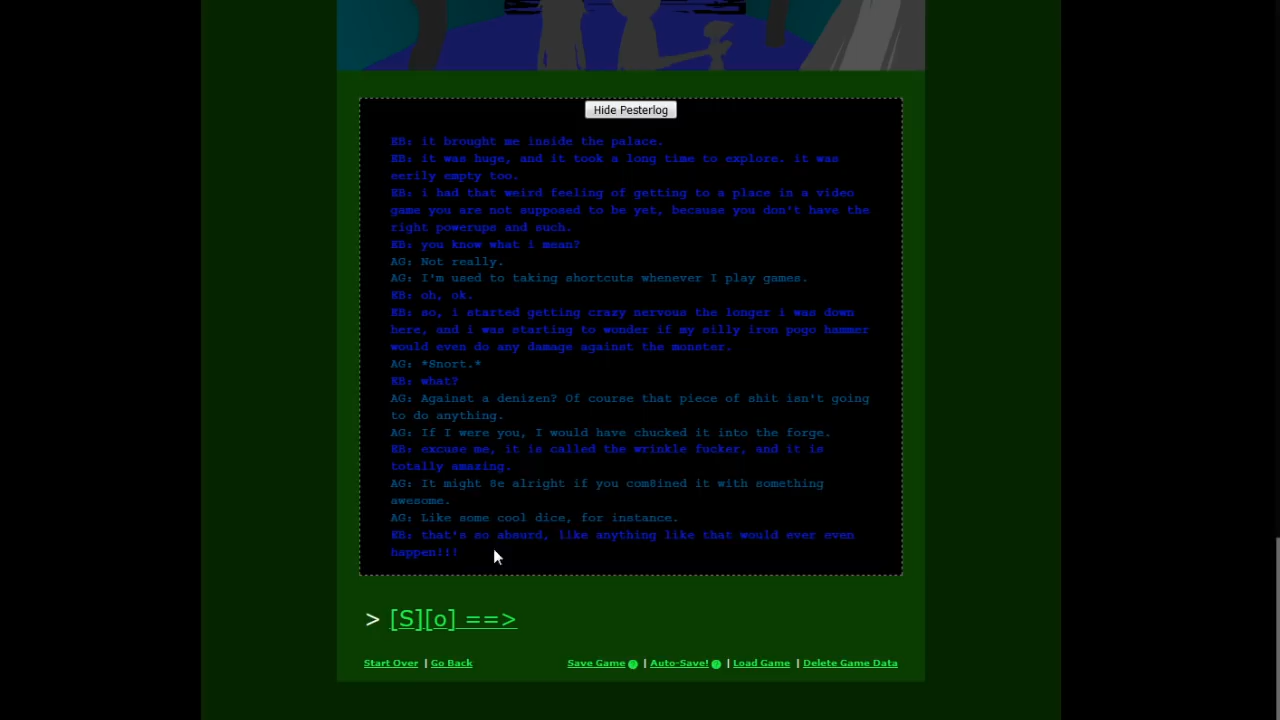 Hide Pesterlog
EB: it brought me inside the palace.
EB: it was huge, and it took a long time to explore. it was
eerily empty too.
EB: i had that weird feeling of getting to a place in a video
game you are not supposed to be yet, because you don't have the
right powerups and such.
EB: you know what i mean?
AG: Not really.
AG: I'm used to taking shortcuts whenever I play games.
EB: oh, ok.
EB: so, i started getting crazy nervous the longer i was down
here, and i was starting to wonder if my silly iron pogo hammer
would even do any damage against the monster.
AG: *Snort.*
EB: what?
AG: Against a denizen? Of course that piece of shit isn't going
to do anything.
AG: If I were you, I would have chucked it into the forge.
EB: excuse me, it is called the wrinkle fucker, and it is
totally amazing.
AG: It might 8e alright if you com8ined it with something
awesome.
AG: Like some cool dice, for instance.
EB: that's so absurd, like anything like that would ever even
happen!!!
> [S][o] ==>
Start Over | Go Back Save Game ? | Auto-Save! ? | Load Game | Delete Game Data